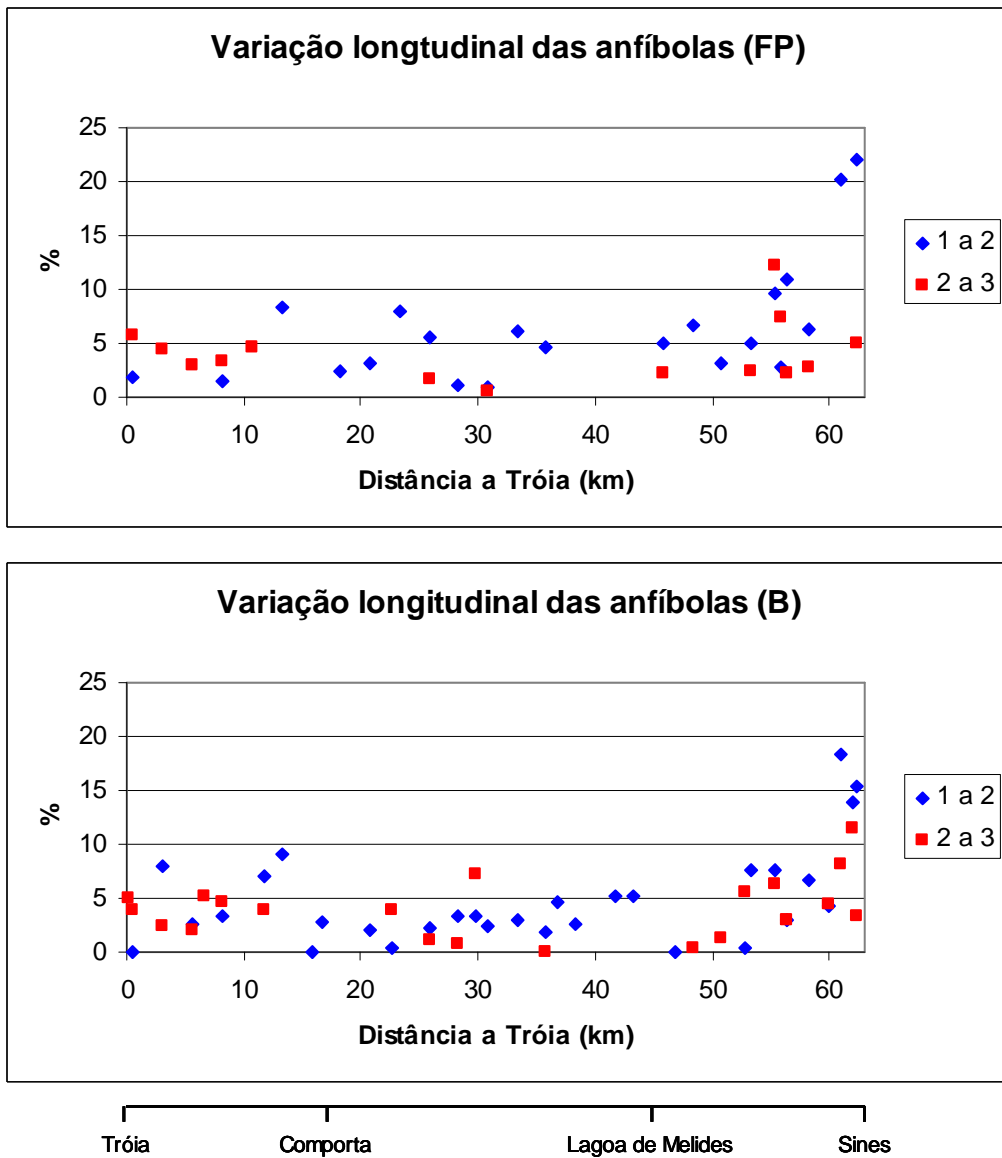 Variação longtudinal das anfíbolas (FP)
25
20
15
10
5
0
%
0 10 20 30 40 50 60
Distância a Tróia (km)
1 a 2
2 a 3
Variação longitudinal das anfíbolas (B)
25
20
15
10
5
0
%
0 10 20 30 40 50 60
Distância a Tróia (km)
1 a 2
2 a 3
Tróia Comporta Lagoa de Melides Sines